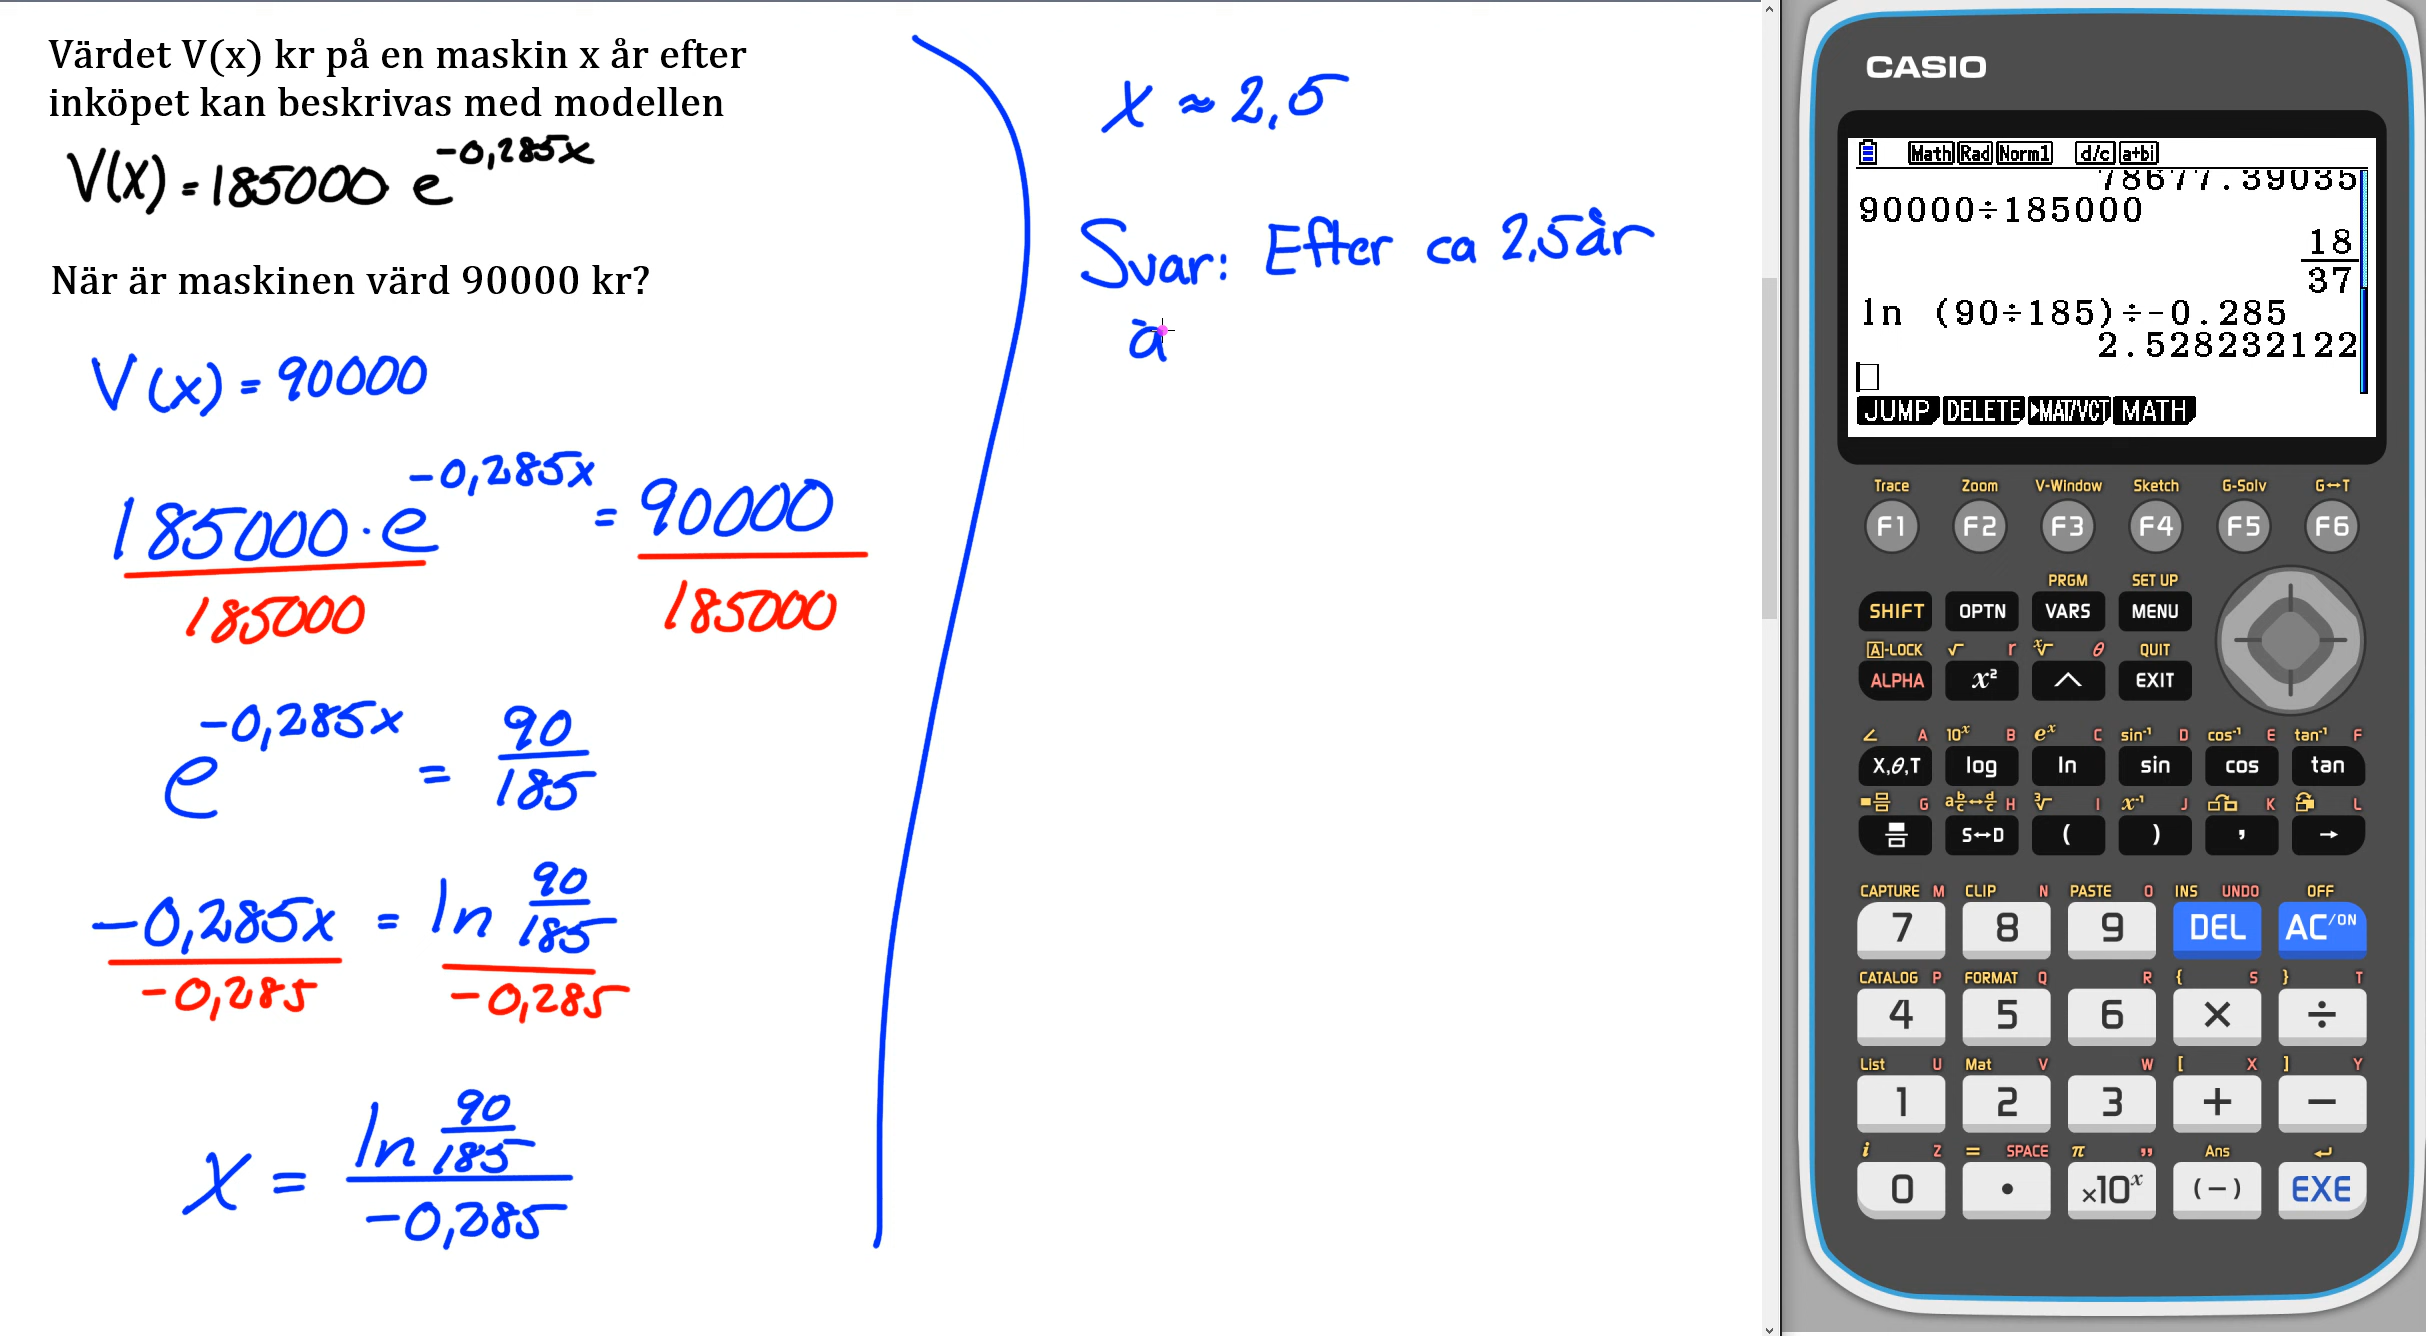 Värdet V(x) kr på en maskin x år efter
inköpet kan beskrivas med modellen
V(x) = 185000 e^-0,285x
När är maskinen värd 90000 kr?
V(x) = 90000
185000 · e^-0,285x = 90000
185000 185000
e^-0,285x = 90/185
-0,285x = ln 90/185
-0,285 -0,285
x = ln 90/185
-0,285
x ≈ 2,5
Svar: Efter ca 2,5 år
CASIO
Math Rad Norm1 d/c a+bi
78677.39035
90000÷185000
18
37
ln (90÷185)÷-0.285
2.528232122
JUMP DELETE ▶MAT/VCT MATH
Trace Zoom V-Window Sketch G-Solv G↔T
F1 F2 F3 F4 F5 F6
PRGM SET UP
SHIFT OPTN VARS MENU
A-LOCK √ r x√ θ QUIT
ALPHA x² ^ EXIT
∠ A 10^x B e^x C sin⁻¹ D cos⁻¹ E tan⁻¹ F
X,θ,T log ln sin cos tan
G a b/c↔d/c H ³√ I x⁻¹ J K L
S↔D ( ) , →
CAPTURE M CLIP N PASTE O INS UNDO OFF
7 8 9 DEL AC/ON
CATALOG P FORMAT Q R { S } T
4 5 6 × ÷
List U Mat V W [ X ] Y
1 2 3 + −
i Z = SPACE π " Ans ↵
0 • ×10^x (−) EXE